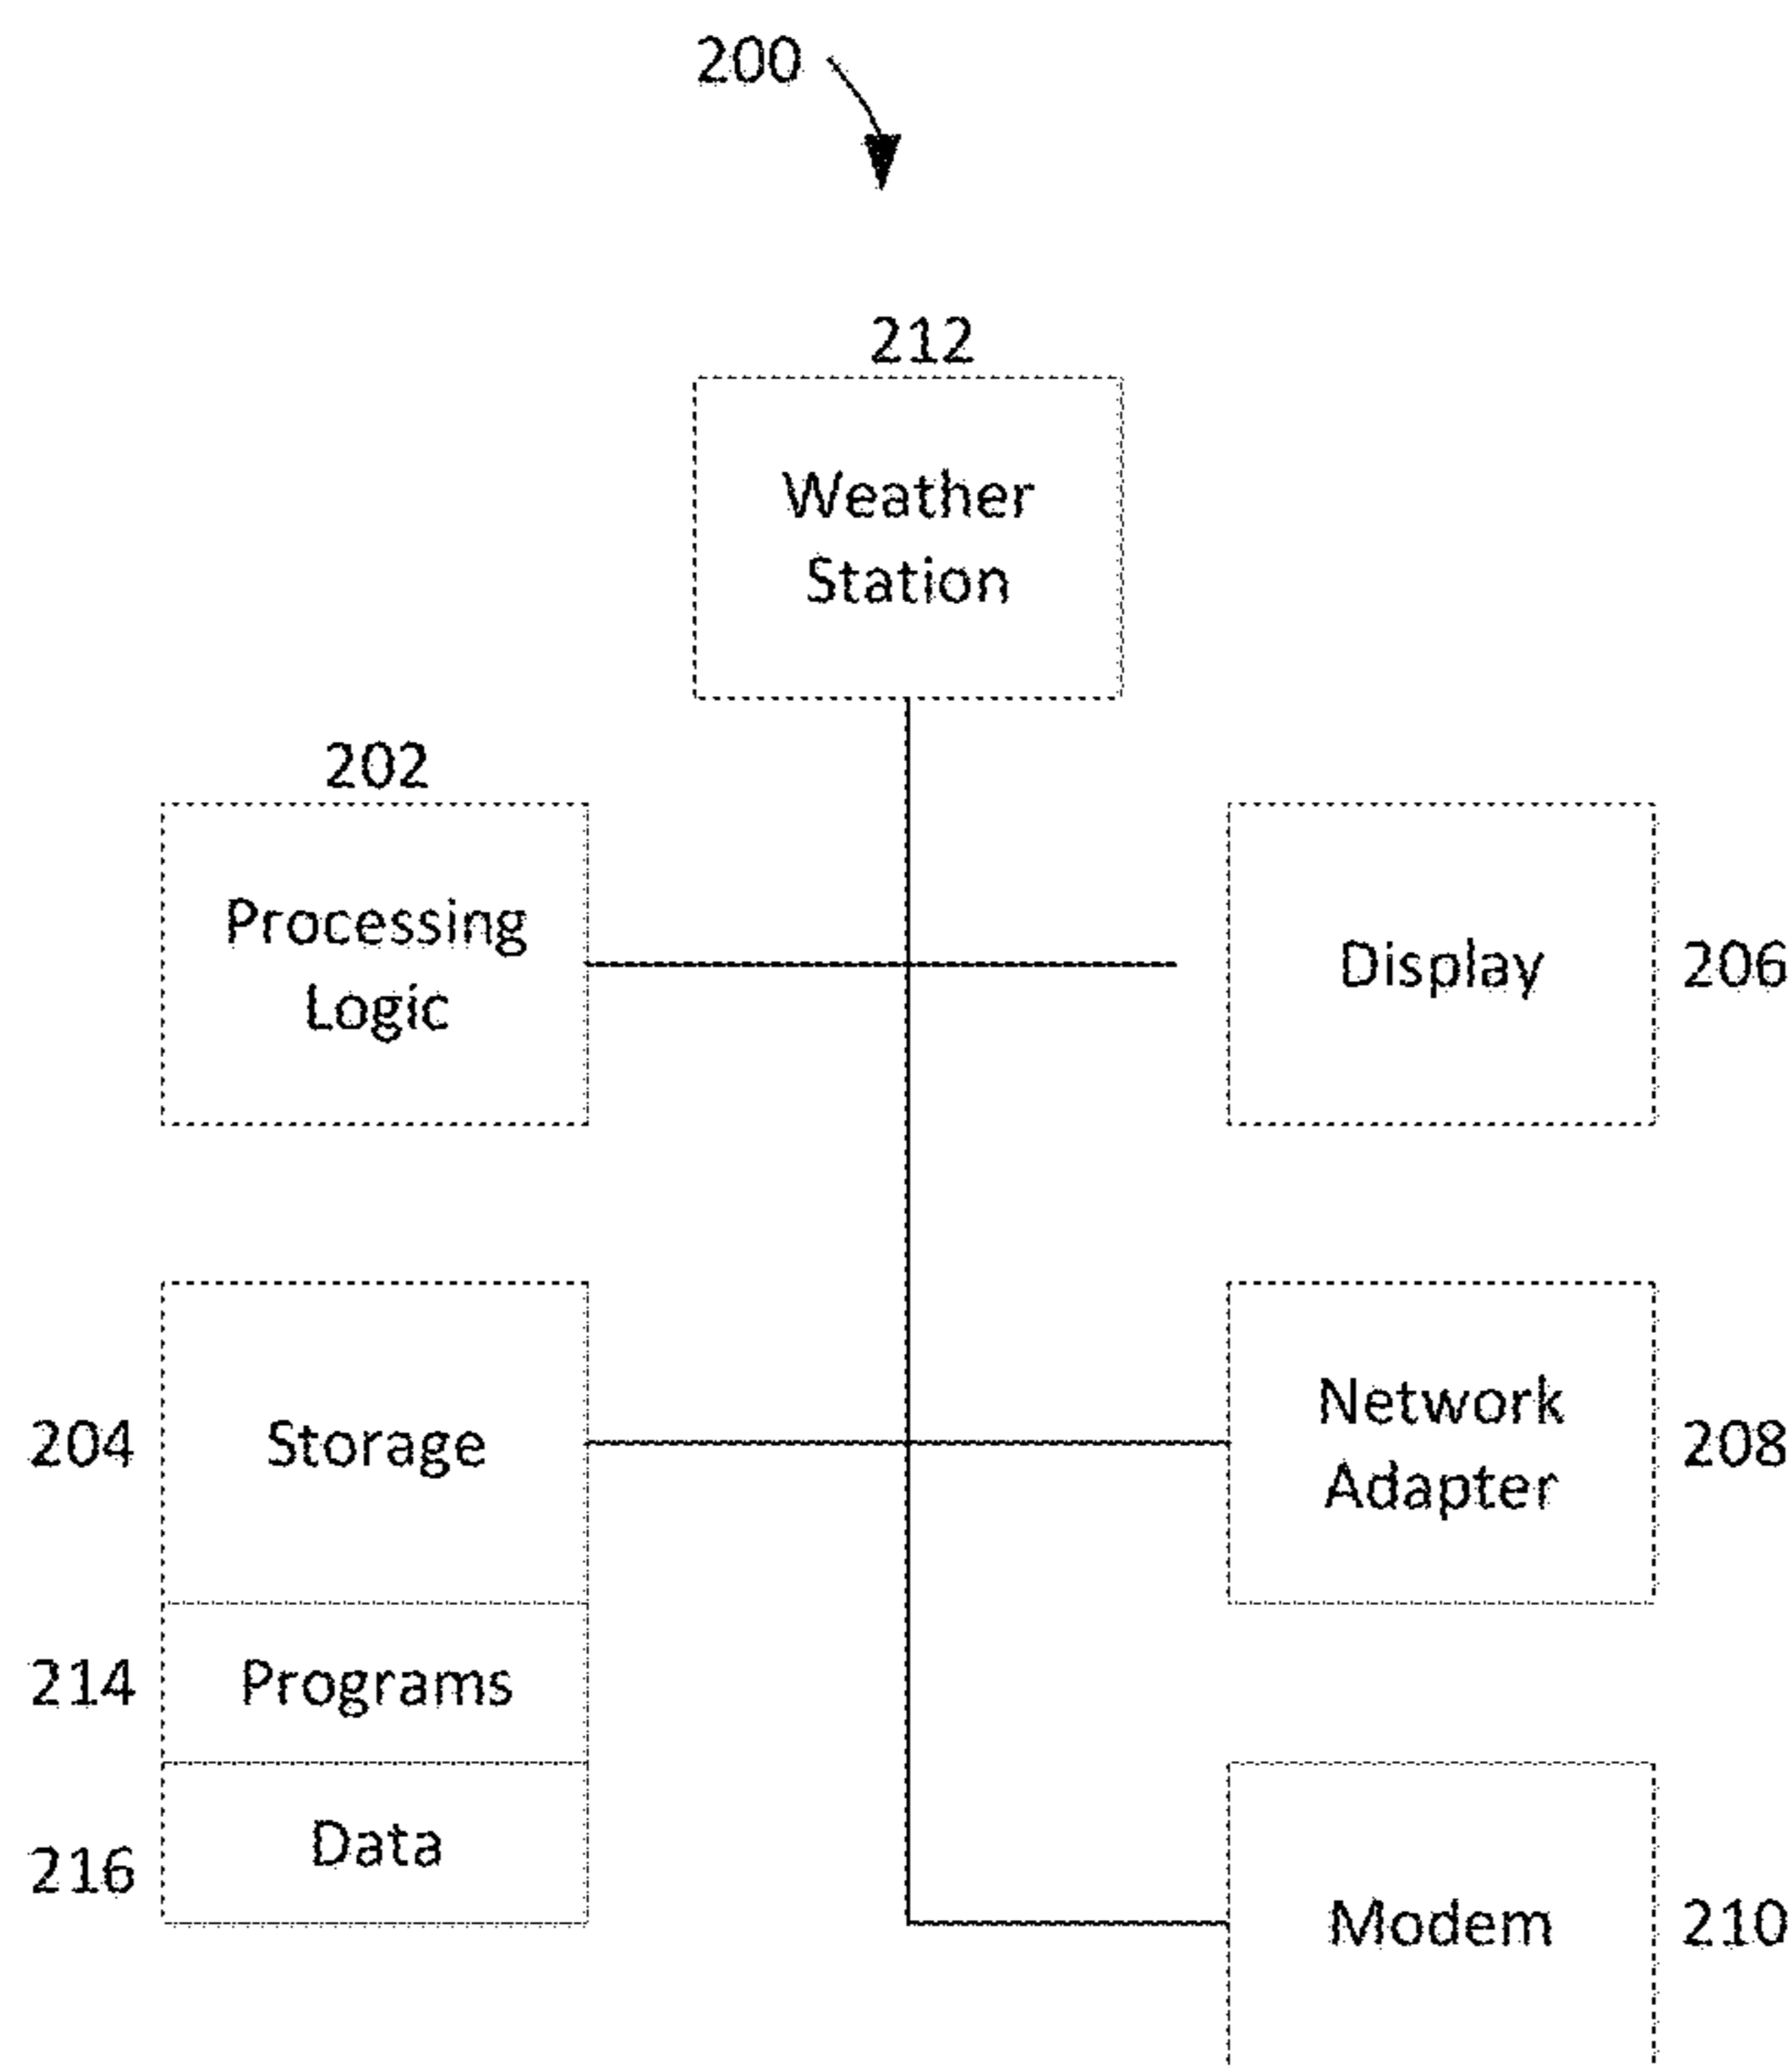 200
212
Weather
Station
202
Processing
Logic
Display
206
204
Storage
Network
Adapter
208
214
Programs
216
Data
Modem
210